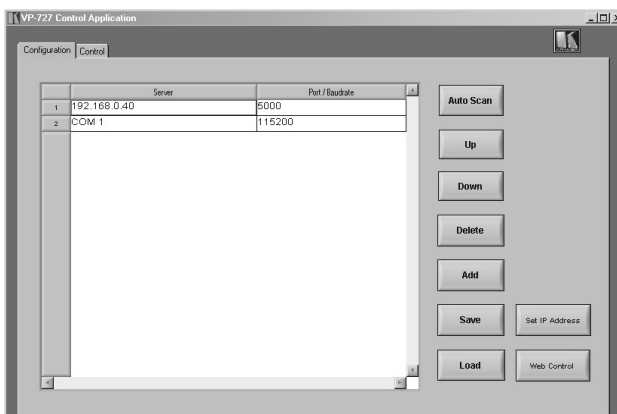 VP-727 Control Application
Configuration Control
Server Port / Baudrate
1 192.168.0.40 5000
2 COM 1 115200
Auto Scan
Up
Down
Delete
Add
Save Set IP Address
Load Web Control